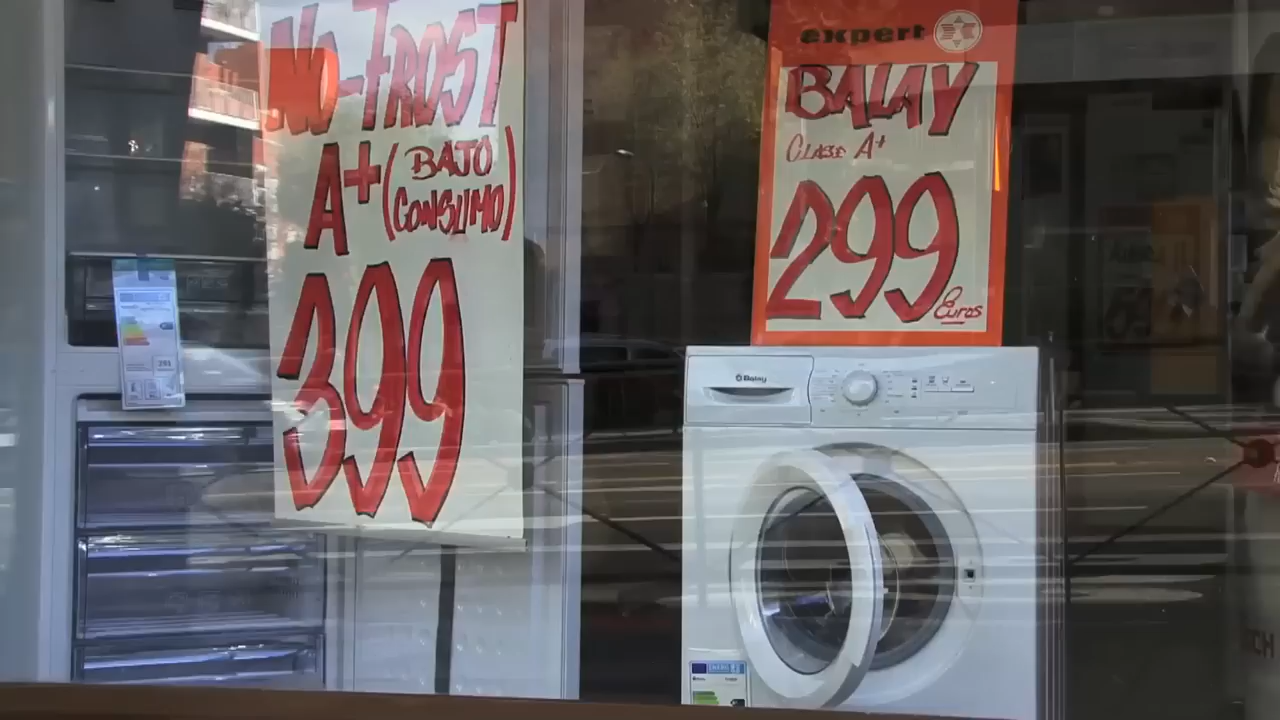 NO-FROST
A+ (BAJO
CONSUMO)
399
expert
BALAY
CLASE A+
299
Euros
Balay